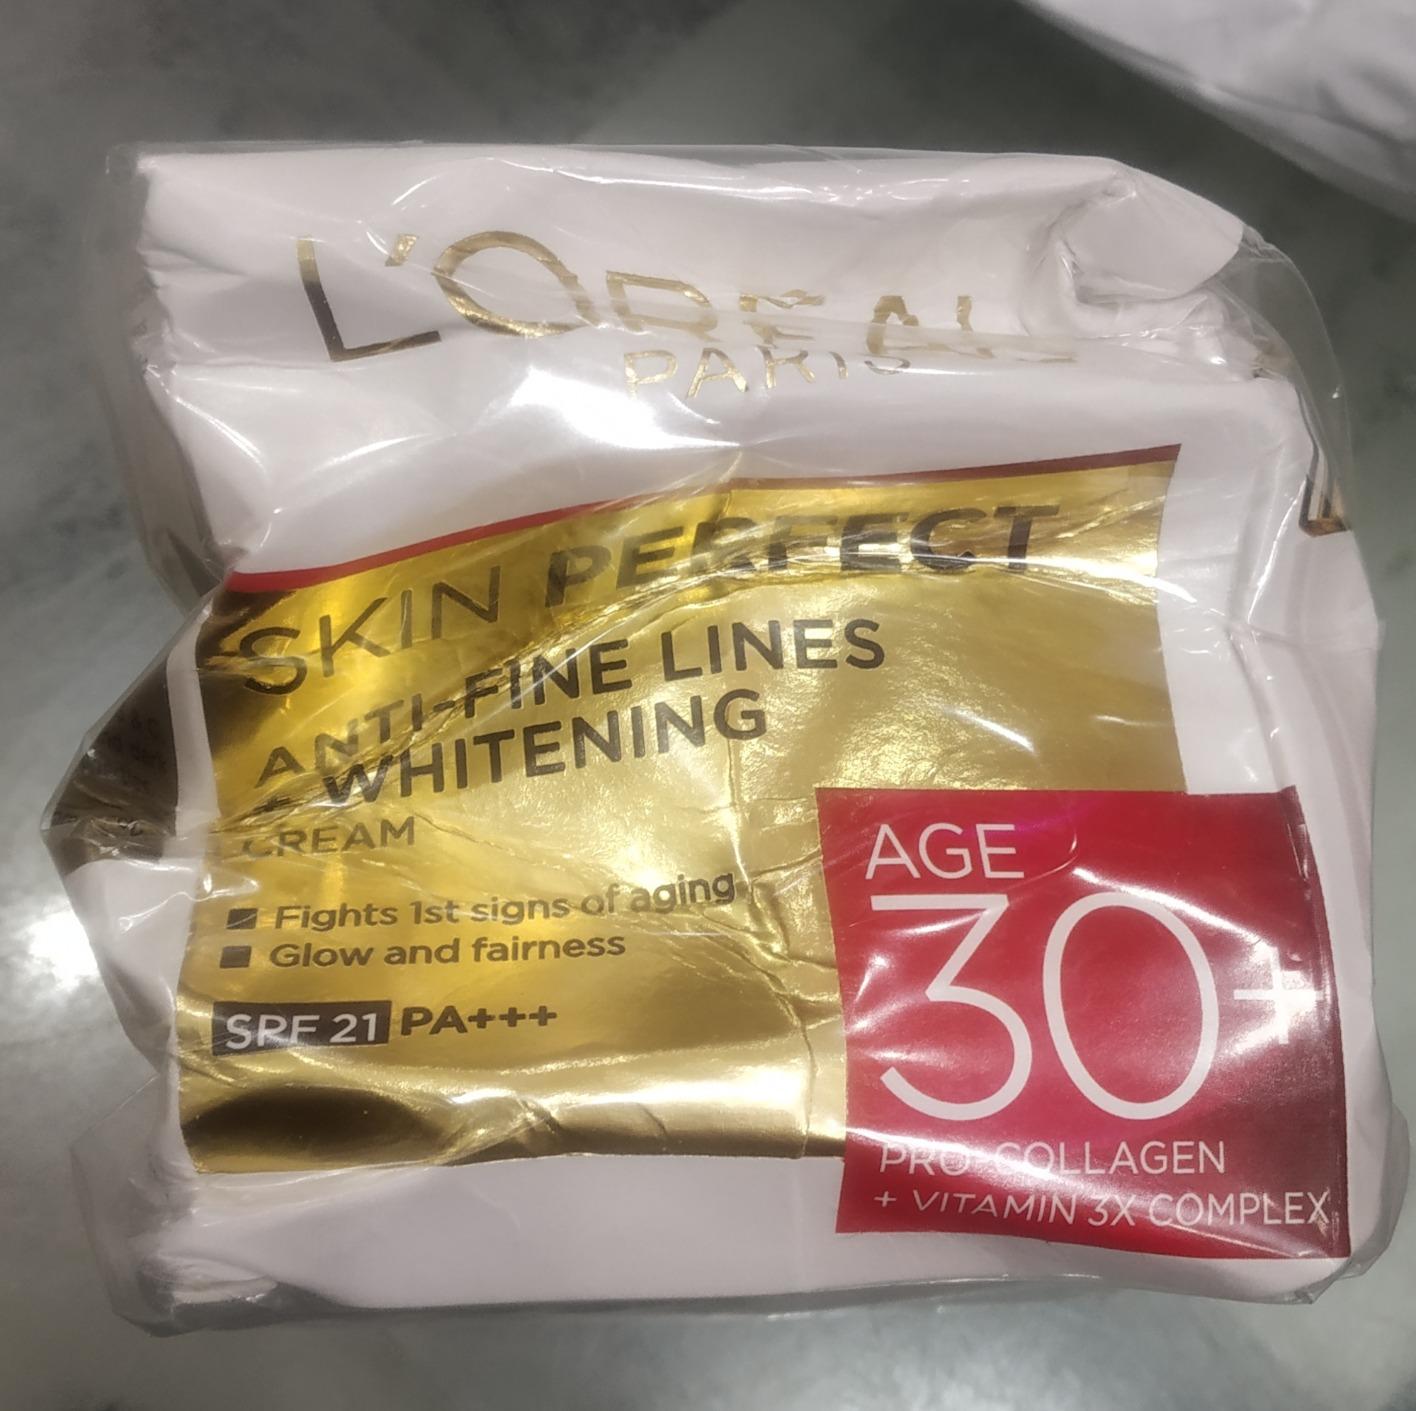 L'ORÉAL
PARIS
SKIN PERFECT
ANTI-FINE LINES
+ WHITENING
CREAM
■ Fights 1st signs of aging
■ Glow and fairness
SPF 21 PA+++
AGE
30+
PRO-COLLAGEN
+ VITAMIN 3X COMPLEX